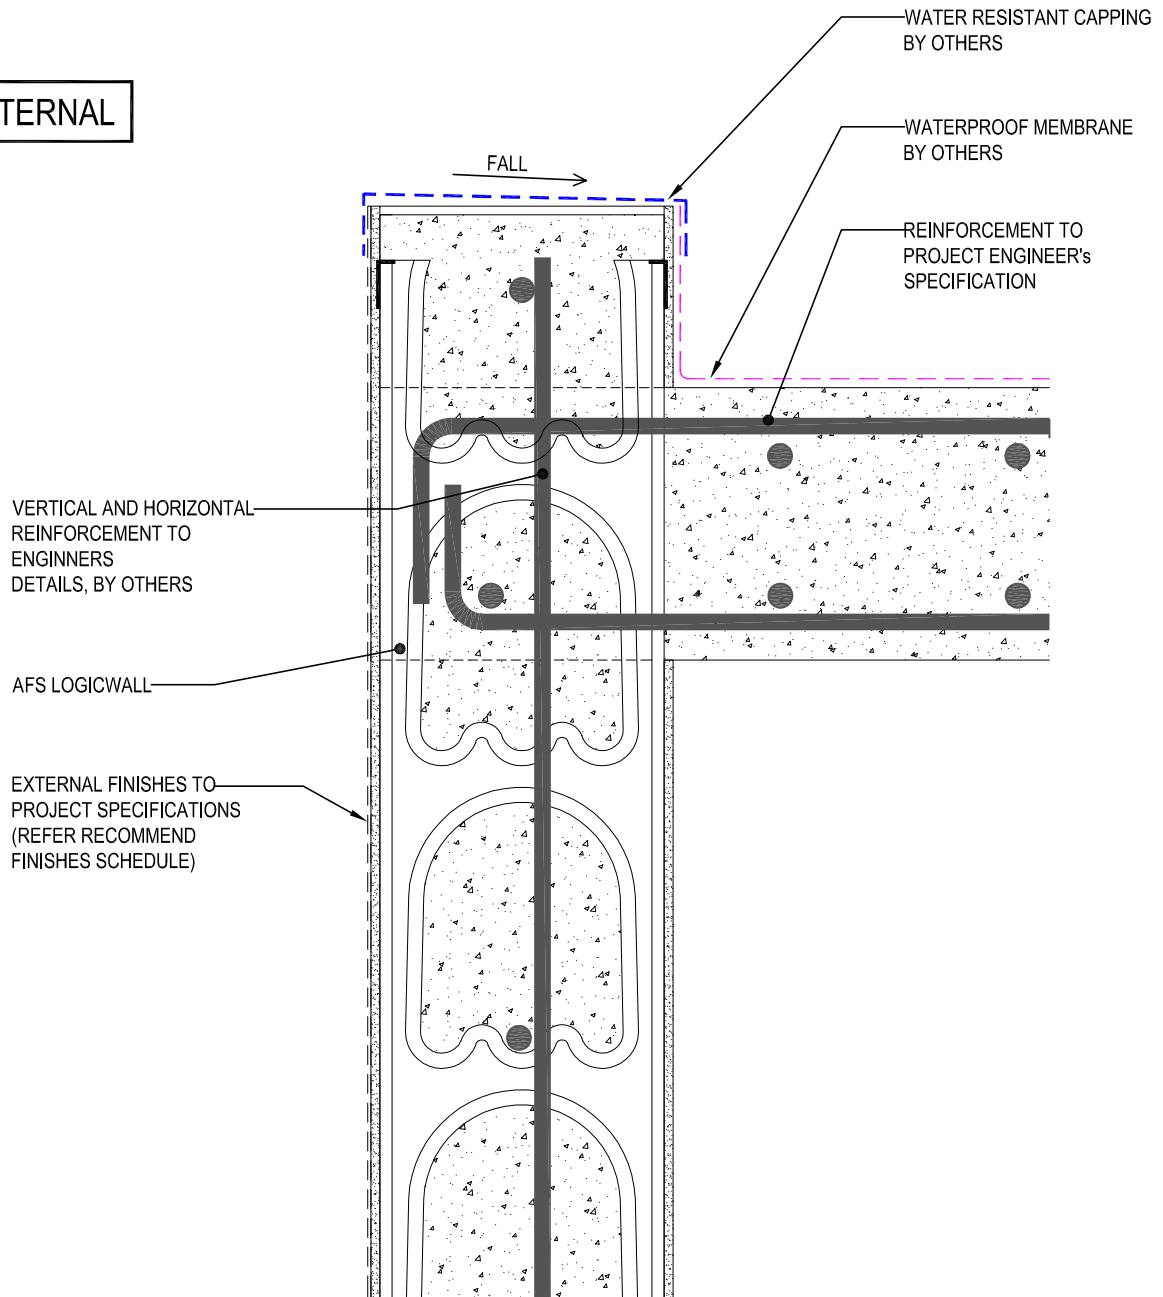 WATER RESISTANT CAPPING
BY OTHERS
TERNAL
WATERPROOF MEMBRANE
BY OTHERS
FALL
REINFORCEMENT TO
PROJECT ENGINEER's
SPECIFICATION
VERTICAL AND HORIZONTAL
REINFORCEMENT TO
ENGINNERS
DETAILS, BY OTHERS
AFS LOGICWALL
EXTERNAL FINISHES TO
PROJECT SPECIFICATIONS
(REFER RECOMMEND
FINISHES SCHEDULE)